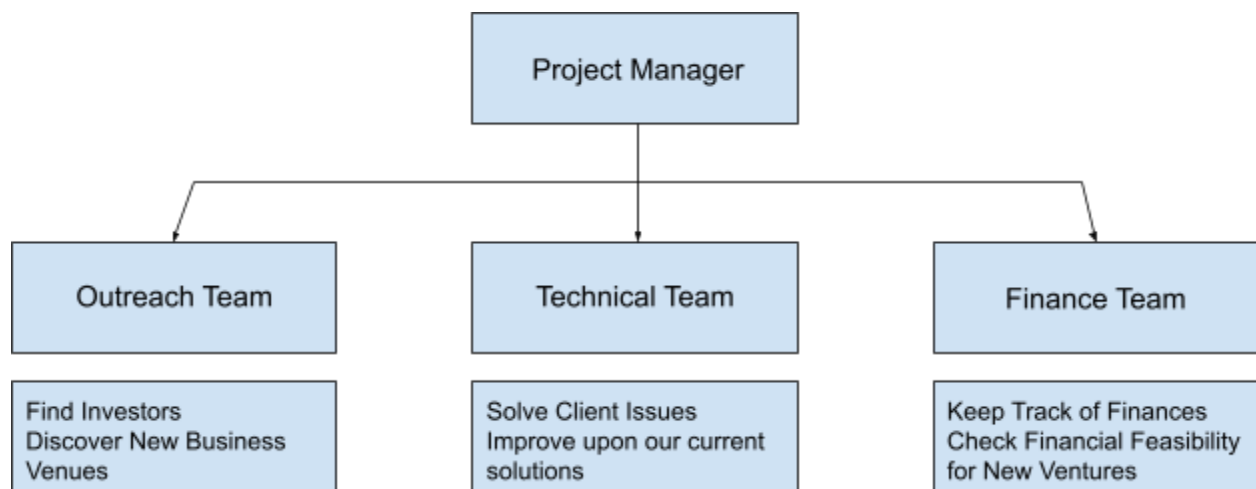 Project Manager
Outreach Team
Technical Team
Finance Team
Find Investors
Discover New Business
Venues
Solve Client Issues
Improve upon our current
solutions
Keep Track of Finances
Check Financial Feasibility
for New Ventures